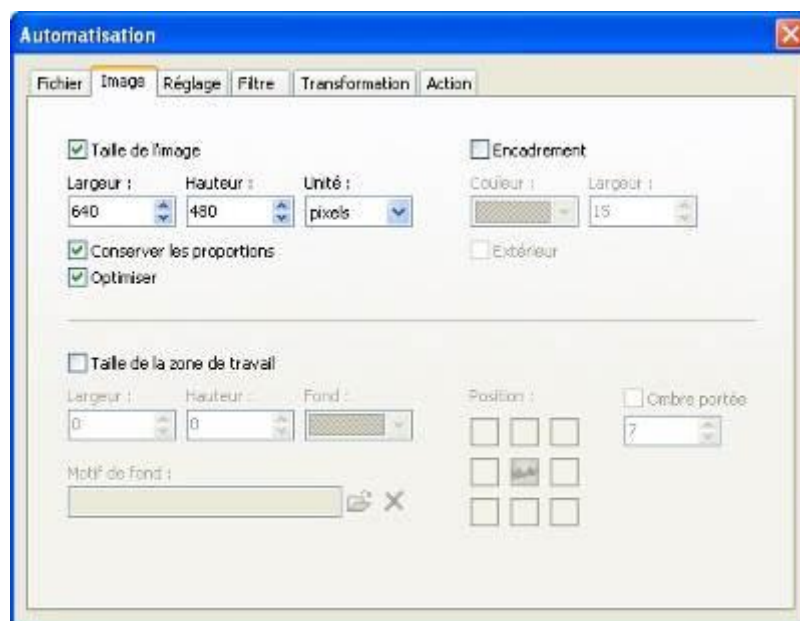 Automatisation
Fichier Image Réglage Filtre Transformation Action
Taille de l'image
Encadrement
Largeur : Hauteur : Unité :
Couleur : Largeur :
640 480 pixels
15
Conserver les proportions
Extérieur
Optimiser
Taille de la zone de travail
Largeur : Hauteur : Fond :
Position :
Ombre portée
0 0
7
Motif de fond :